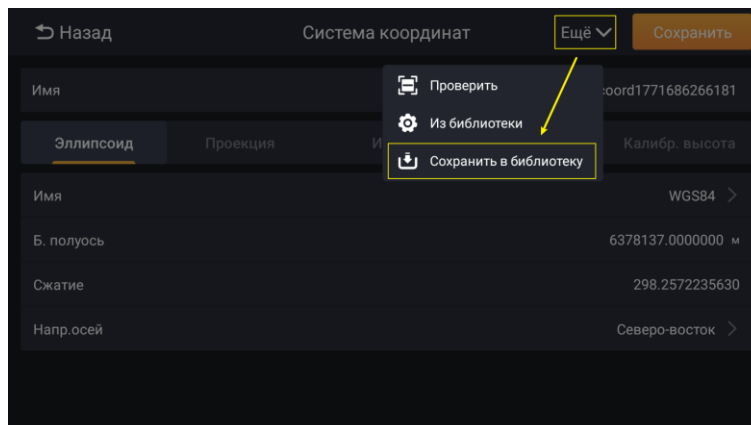 Назад Система координат Ещё Сохранить
Проверить
Имя coord1771686266181
Из библиотеки
Эллипсоид Проекция И Калибр. высота
Сохранить в библиотеку
Имя WGS84
Б. полуось 6378137.0000000 м
Сжатие 298.2572235630
Напр.осей Северо-восток